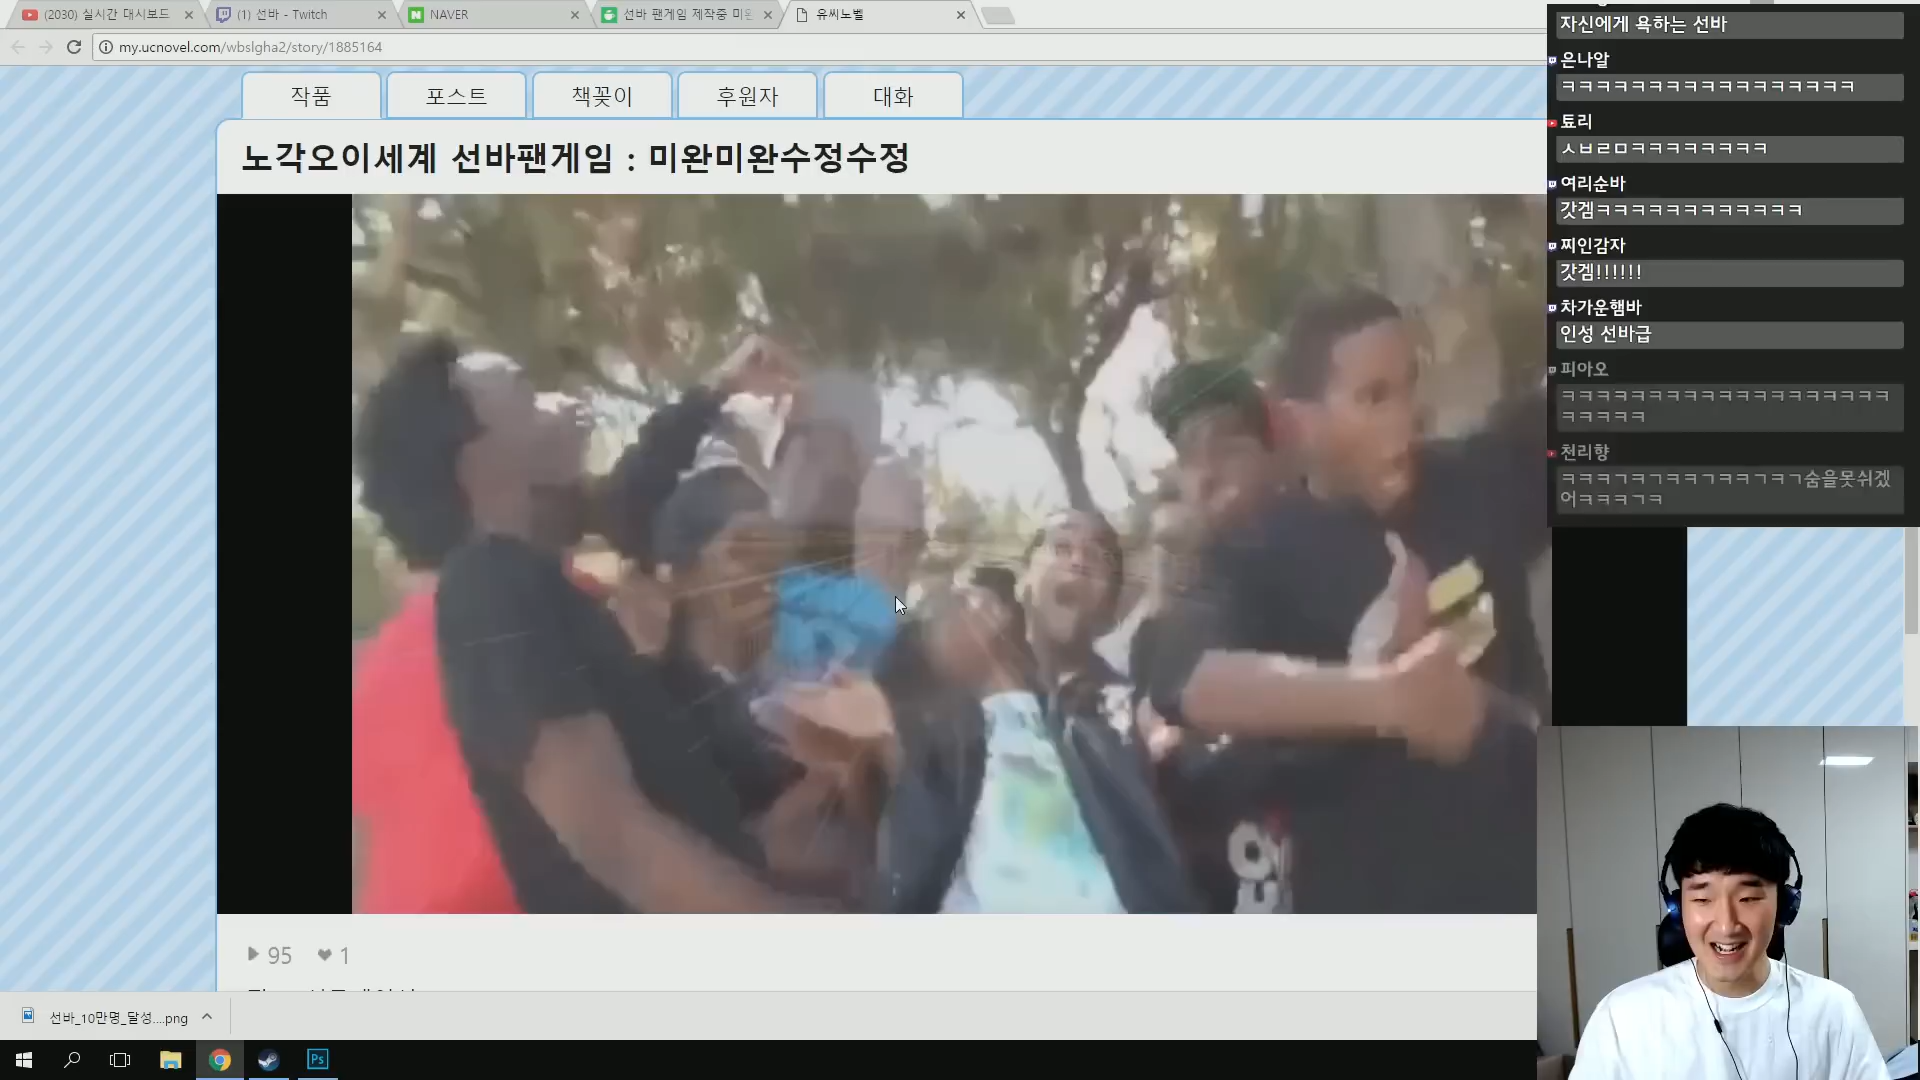 (2030) 실시간 대시보드
(1) 선바 - Twitch
NAVER
선바 팬게임 제작중 미완
유씨노벨
my.ucnovel.com/wbslgha2/story/1885164
작품
포스트
책꽂이
후원자
대화
노각오이세계 선바팬게임 : 미완미완수정수정
95
1
자신에게 욕하는 선바
은나알
ㅋㅋㅋㅋㅋㅋㅋㅋㅋㅋㅋㅋㅋㅋㅋㅋㅋ
툐리
ㅅㅂㄹㅁㅋㅋㅋㅋㅋㅋㅋㅋ
여리순바
갓겜ㅋㅋㅋㅋㅋㅋㅋㅋㅋㅋㅋㅋ
찌인감자
갓겜!!!!!!
차가운햄바
인성 선바급
피아오
ㅋㅋㅋㅋㅋㅋㅋㅋㅋㅋㅋㅋㅋㅋㅋㅋㅋㅋㅋ
ㅋㅋㅋㅋㅋ
천리향
ㅋㅋㅋㄱㅋㄱㅋㅋㄱㅋㅋㄱㅋㄱ숨을못쉬겠
어ㅋㅋㅋㄱㅋ
선바_10만명_달성....png
Ps